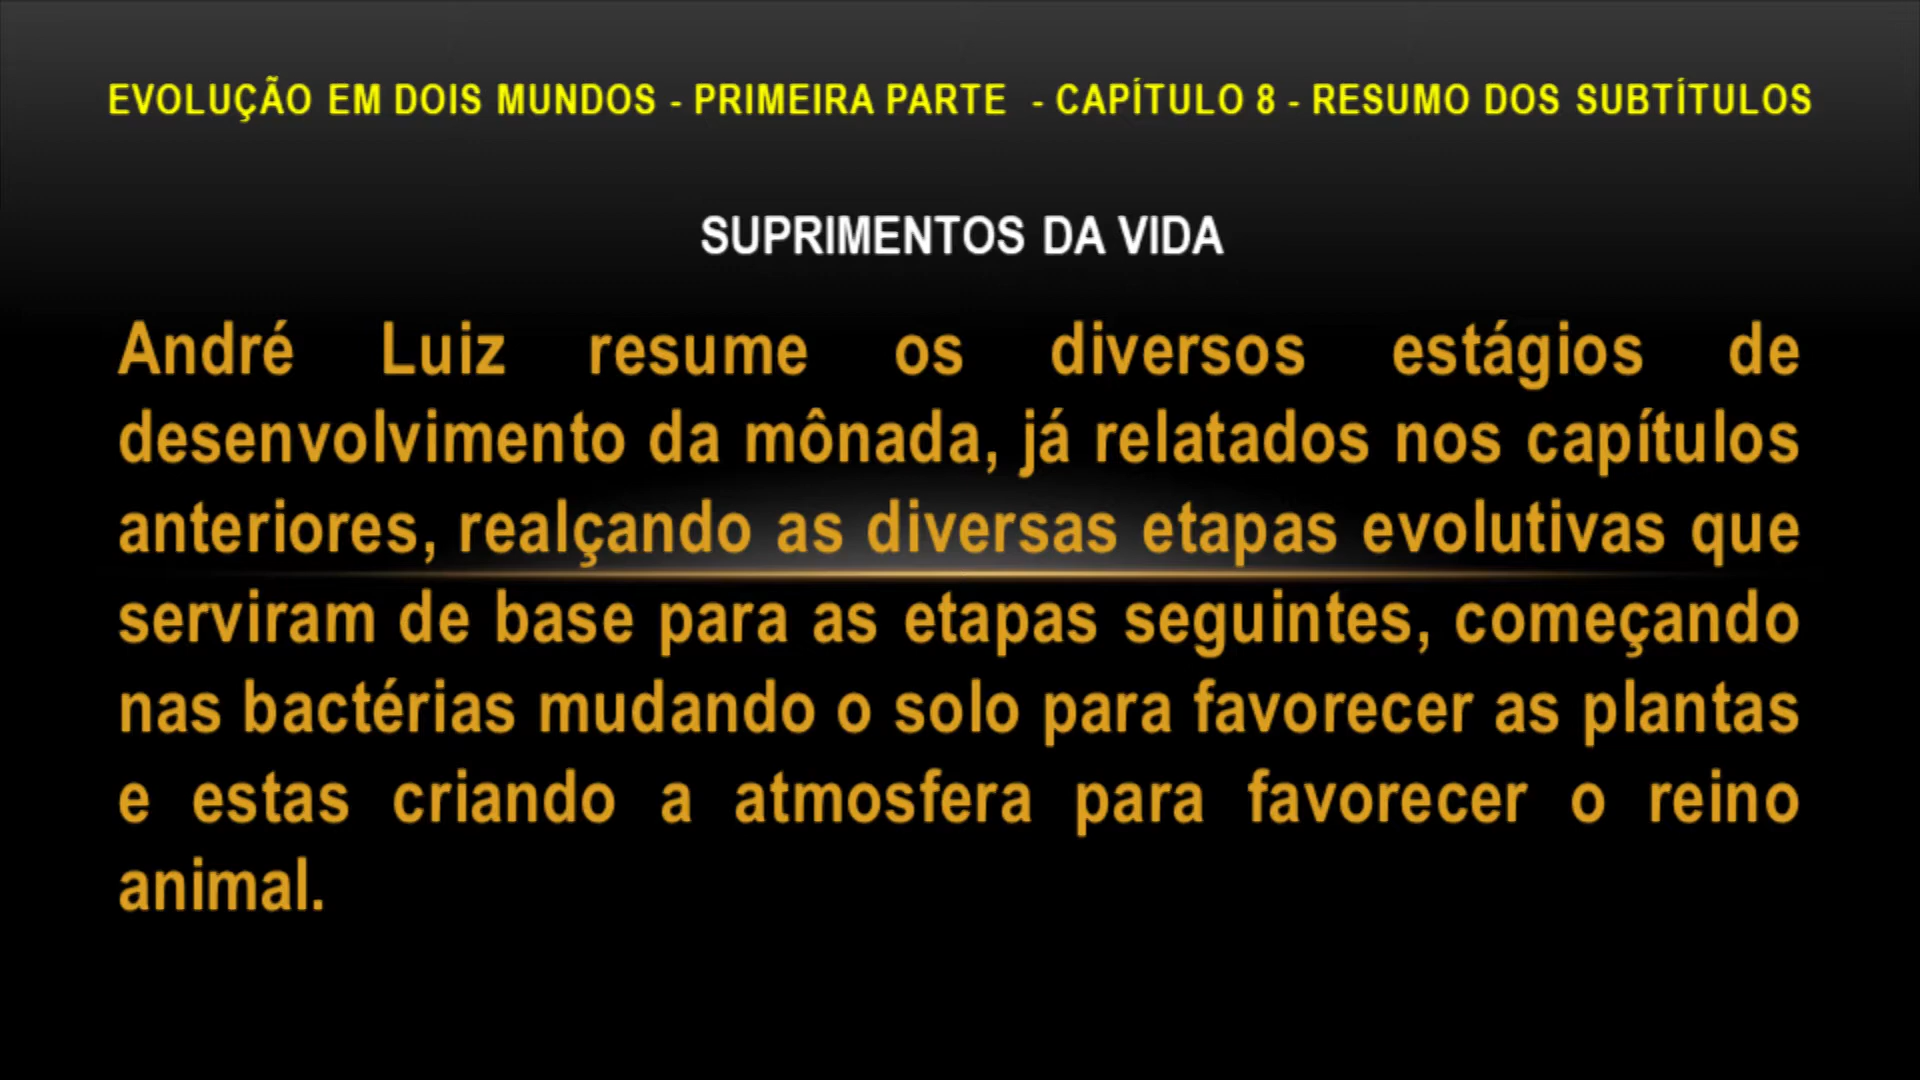 EVOLUÇÃO EM DOIS MUNDOS - PRIMEIRA PARTE - CAPÍTULO 8 - RESUMO DOS SUBTÍTULOS
SUPRIMENTOS DA VIDA
André Luiz resume os diversos estágios de
desenvolvimento da mônada, já relatados nos capítulos
anteriores, realçando as diversas etapas evolutivas que
serviram de base para as etapas seguintes, começando
nas bactérias mudando o solo para favorecer as plantas
e estas criando a atmosfera para favorecer o reino
animal.